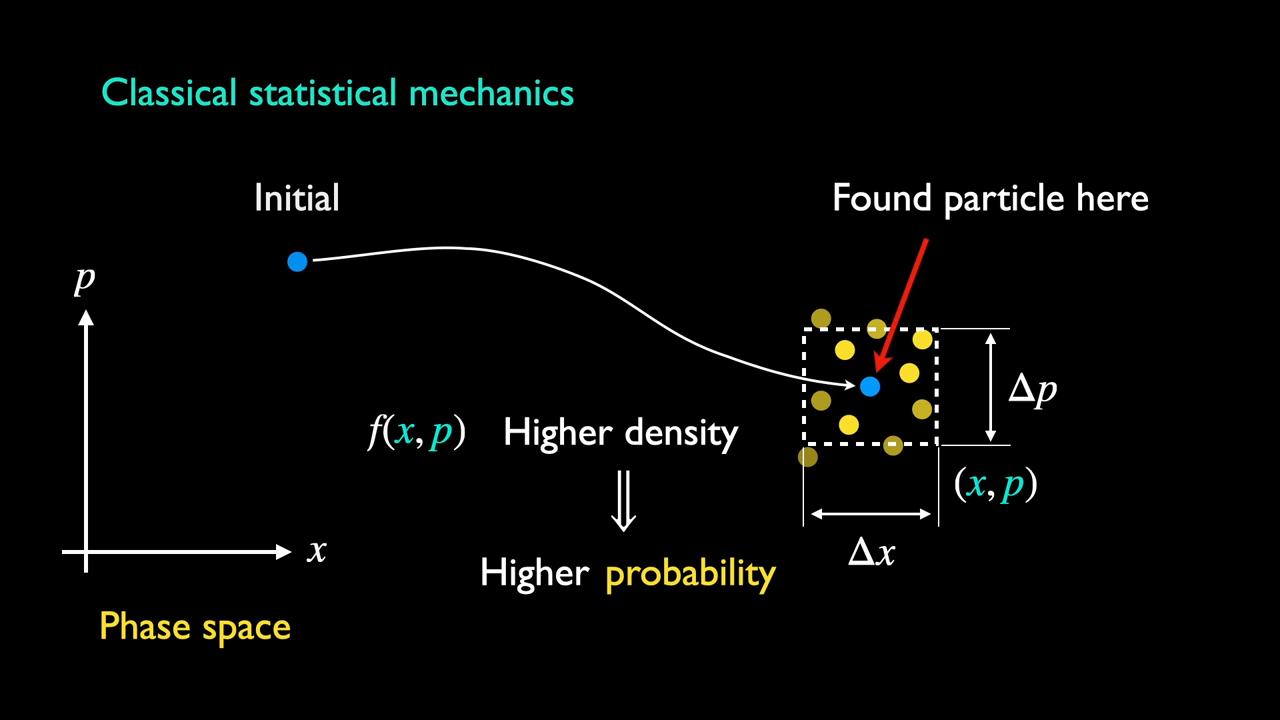 Classical statistical mechanics
Initial
Found particle here
p
Δp
f(x, p) Higher density
(x, p)
⇓
x
Δx
Higher probability
Phase space